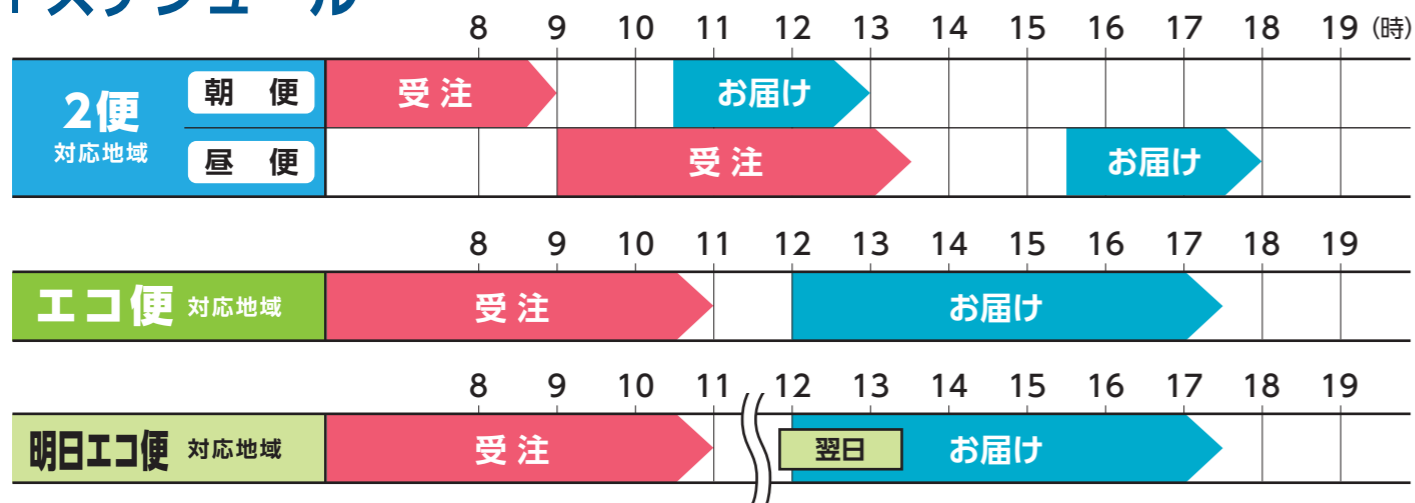 スケジュール
8 9 10 11 12 13 14 15 16 17 18 19 (時)
2便
対応地域
朝 便
受注
お届け
昼 便
受注
お届け
8 9 10 11 12 13 14 15 16 17 18 19
エコ便 対応地域
受注
お届け
8 9 10 11 12 13 14 15 16 17 18 19
明日エコ便 対応地域
受注
翌日
お届け